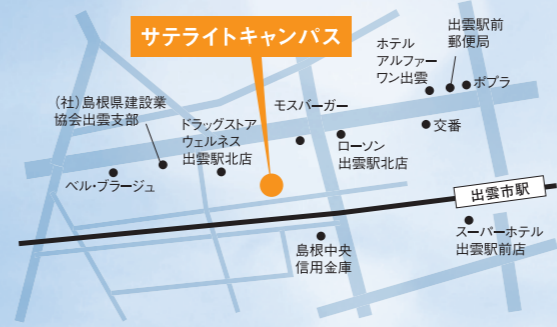 サテライトキャンパス
ホテル
アルファー
ワン出雲
出雲駅前
郵便局
ポプラ
(社)島根県建設業
協会出雲支部
ドラッグストア
ウェルネス
出雲駅北店
モスバーガー
ローソン
出雲駅北店
交番
ベル・プラージュ
出雲市駅
島根中央
信用金庫
スーパーホテル
出雲駅前店